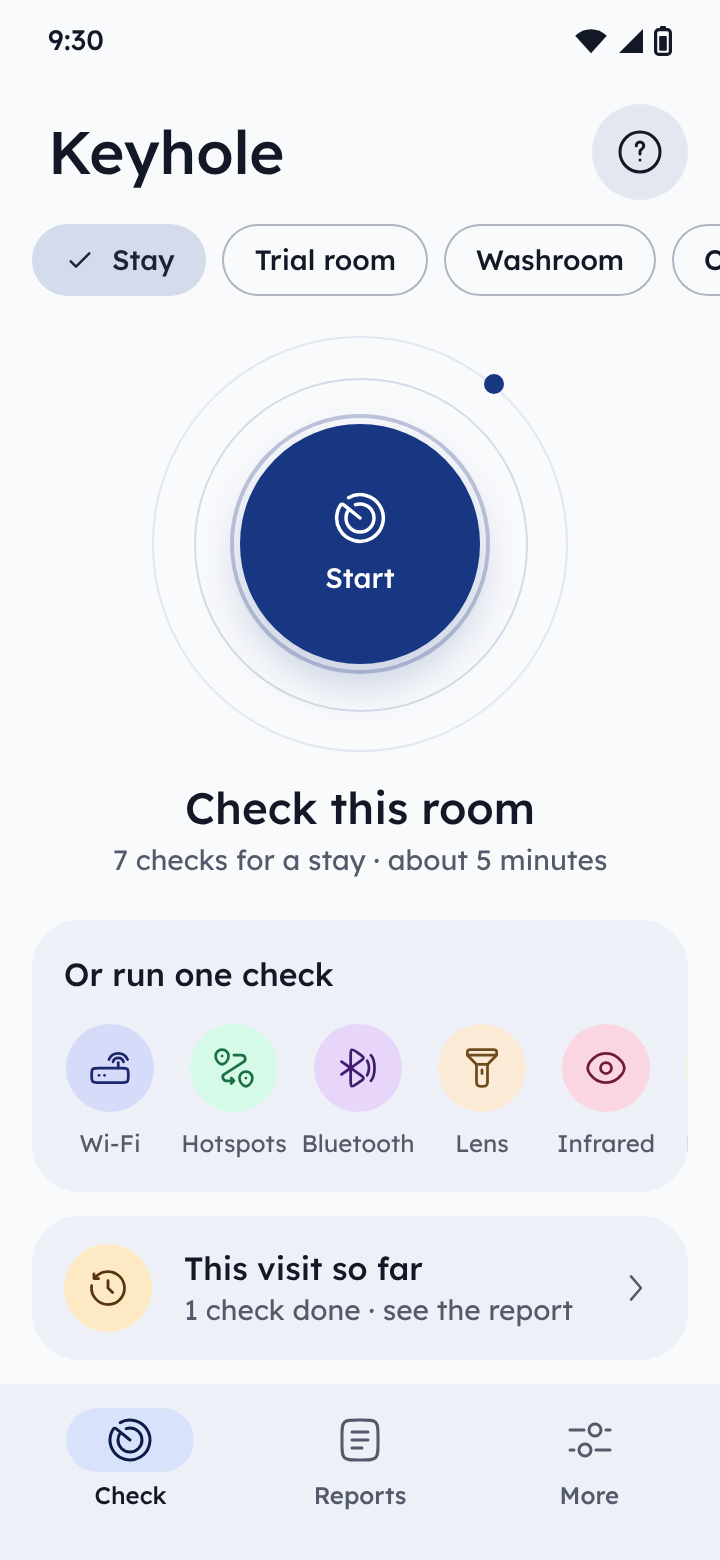 9:30
Keyhole
Stay
Trial room
Washroom
Start
Check this room
7 checks for a stay · about 5 minutes
Or run one check
Wi-Fi
Hotspots
Bluetooth
Lens
Infrared
This visit so far
1 check done · see the report
Check
Reports
More